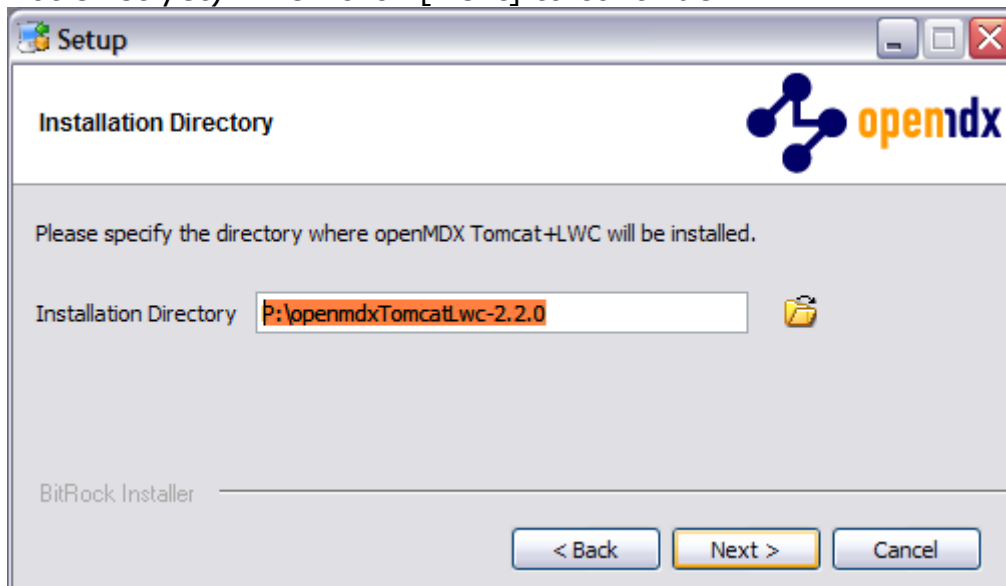 Setup
Installation Directory
openmdx
Please specify the directory where openMDX Tomcat+LWC will be installed.
Installation Directory P:\openmdxTomcatLwc-2.2.0
BitRock Installer
< Back Next > Cancel